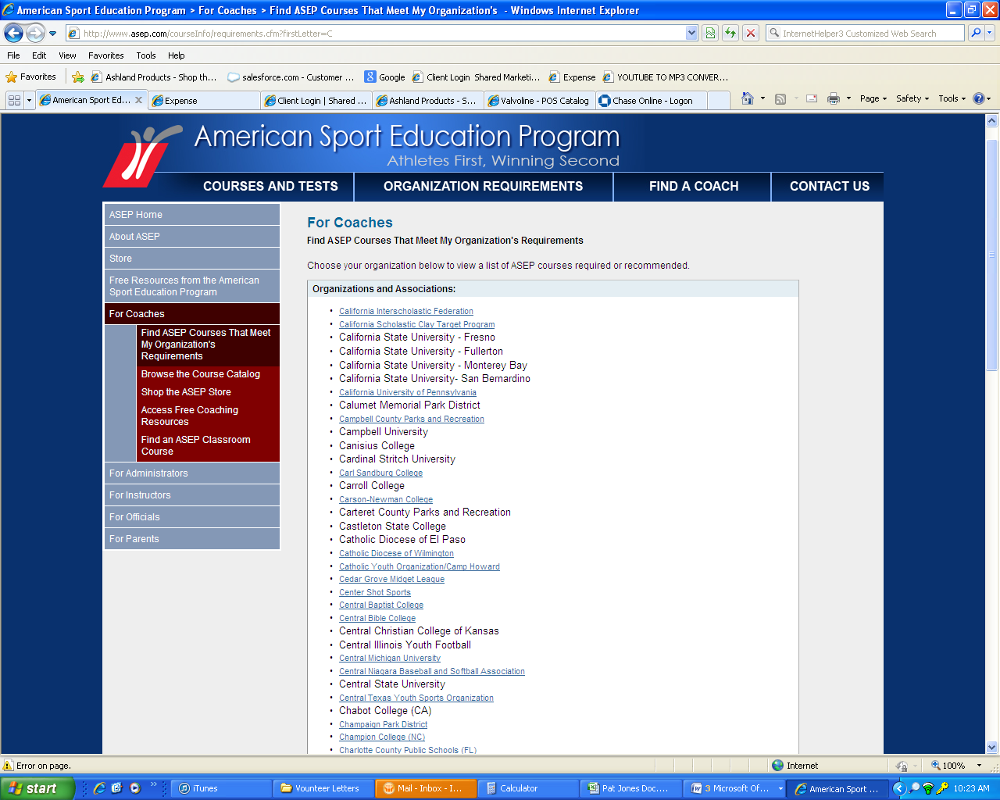 American Sport Education Program > For Coaches > Find ASEP Courses That Meet My Organization's - Windows Internet Explorer
http://www.asep.com/courseInfo/requirements.cfm?firstLetter=C
InternetHelper3 Customized Web Search
File Edit View Favorites Tools Help
Favorites Ashland Products - Shop th... salesforce.com - Customer ... Google Client Login Shared Marketi... Expense YOUTUBE TO MP3 CONVER...
American Sport Ed... Expense Client Login | Shared ... Ashland Products - S... Valvoline - POS Catalog Chase Online - Logon Page Safety Tools
American Sport Education Program
Athletes First, Winning Second
COURSES AND TESTS ORGANIZATION REQUIREMENTS FIND A COACH CONTACT US
ASEP Home
About ASEP
Store
Free Resources from the American
Sport Education Program
For Coaches
Find ASEP Courses That Meet
My Organization's
Requirements
Browse the Course Catalog
Shop the ASEP Store
Access Free Coaching
Resources
Find an ASEP Classroom
Course
For Administrators
For Instructors
For Officials
For Parents
For Coaches
Find ASEP Courses That Meet My Organization's Requirements
Choose your organization below to view a list of ASEP courses required or recommended.
Organizations and Associations:
• California Interscholastic Federation
• California Scholastic Clay Target Program
• California State University - Fresno
• California State University - Fullerton
• California State University - Monterey Bay
• California State University- San Bernardino
• California University of Pennsylvania
• Calumet Memorial Park District
• Campbell County Parks and Recreation
• Campbell University
• Canisius College
• Cardinal Stritch University
• Carl Sandburg College
• Carroll College
• Carson-Newman College
• Carteret County Parks and Recreation
• Castleton State College
• Catholic Diocese of El Paso
• Catholic Diocese of Wilmington
• Catholic Youth Organization/Camp Howard
• Cedar Grove Midget League
• Center Shot Sports
• Central Baptist College
• Central Bible College
• Central Christian College of Kansas
• Central Illinois Youth Football
• Central Michigan University
• Central Niagara Baseball and Softball Association
• Central State University
• Central Texas Youth Sports Organization
• Chabot College (CA)
• Champaign Park District
• Champion College (NC)
• Charlotte County Public Schools (FL)
Error on page. Internet 100%
start iTunes Vounteer Letters Mail - Inbox - I... Calculator Pat Jones Doc.... 3 Microsoft Of... American Sport ... 10:23 AM